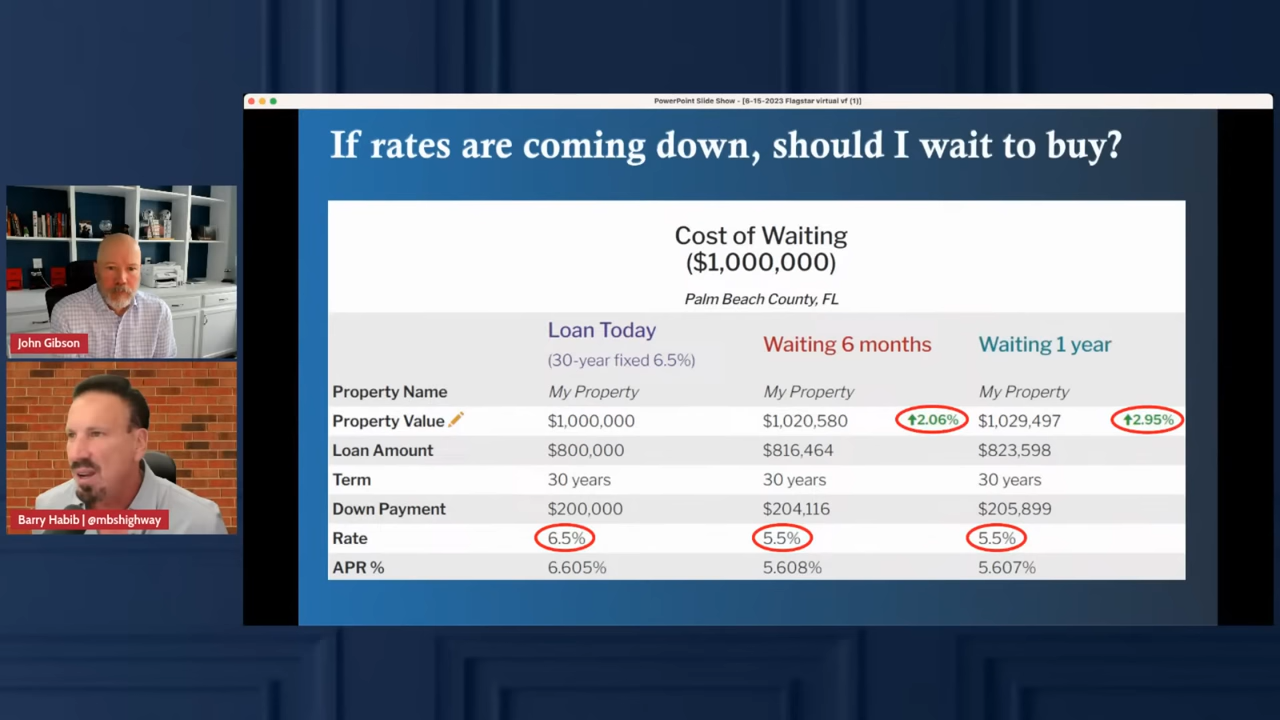 PowerPoint Slide Show - [6-15-2023 Flagstar virtual vf (1)]
If rates are coming down, should I wait to buy?
Cost of Waiting
($1,000,000)
Palm Beach County, FL
Loan Today
(30-year fixed 6.5%)
Waiting 6 months
Waiting 1 year
Property Name My Property My Property My Property
Property Value $1,000,000 $1,020,580 ↑2.06% $1,029,497 ↑2.95%
Loan Amount $800,000 $816,464 $823,598
Term 30 years 30 years 30 years
Down Payment $200,000 $204,116 $205,899
Rate 6.5% 5.5% 5.5%
APR % 6.605% 5.608% 5.607%
John Gibson
Barry Habib | @mbshighway